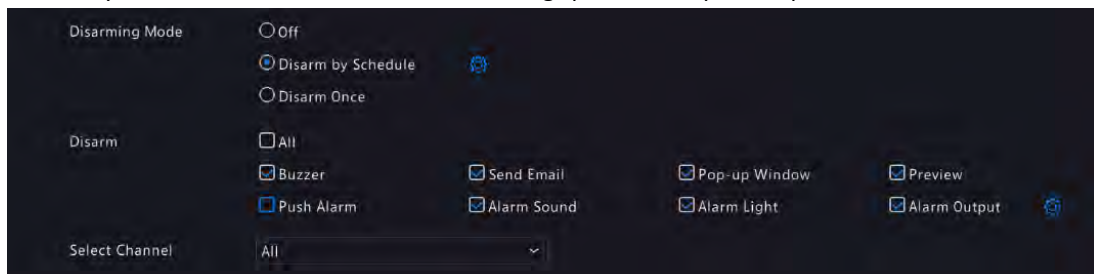 Disarming Mode Off
Disarm by Schedule
Disarm Once
Disarm All
Buzzer Send Email Pop-up Window Preview
Push Alarm Alarm Sound Alarm Light Alarm Output
Select Channel All